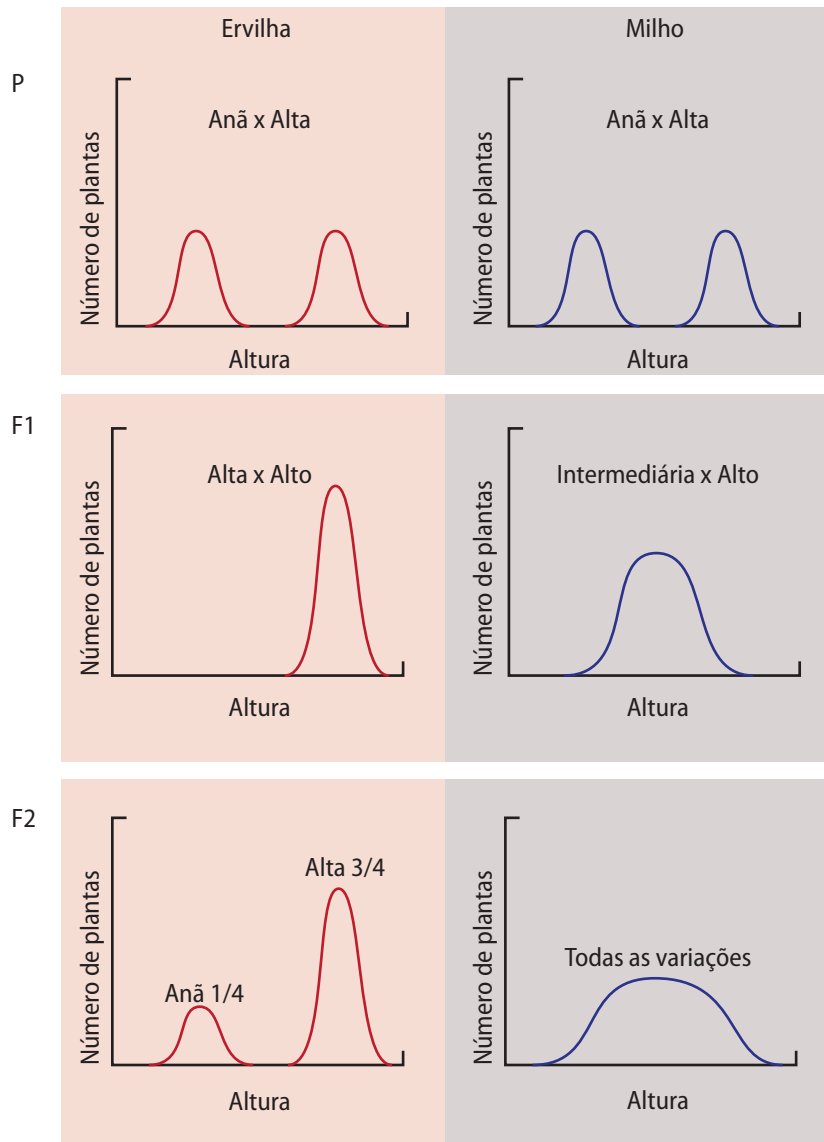 Ervilha
Milho
P
Anã x Alta
Número de plantas
Altura
Anã x Alta
Número de plantas
Altura
F1
Alta x Alto
Número de plantas
Altura
Intermediária x Alto
Número de plantas
Altura
F2
Alta 3/4
Anã 1/4
Número de plantas
Altura
Todas as variações
Número de plantas
Altura